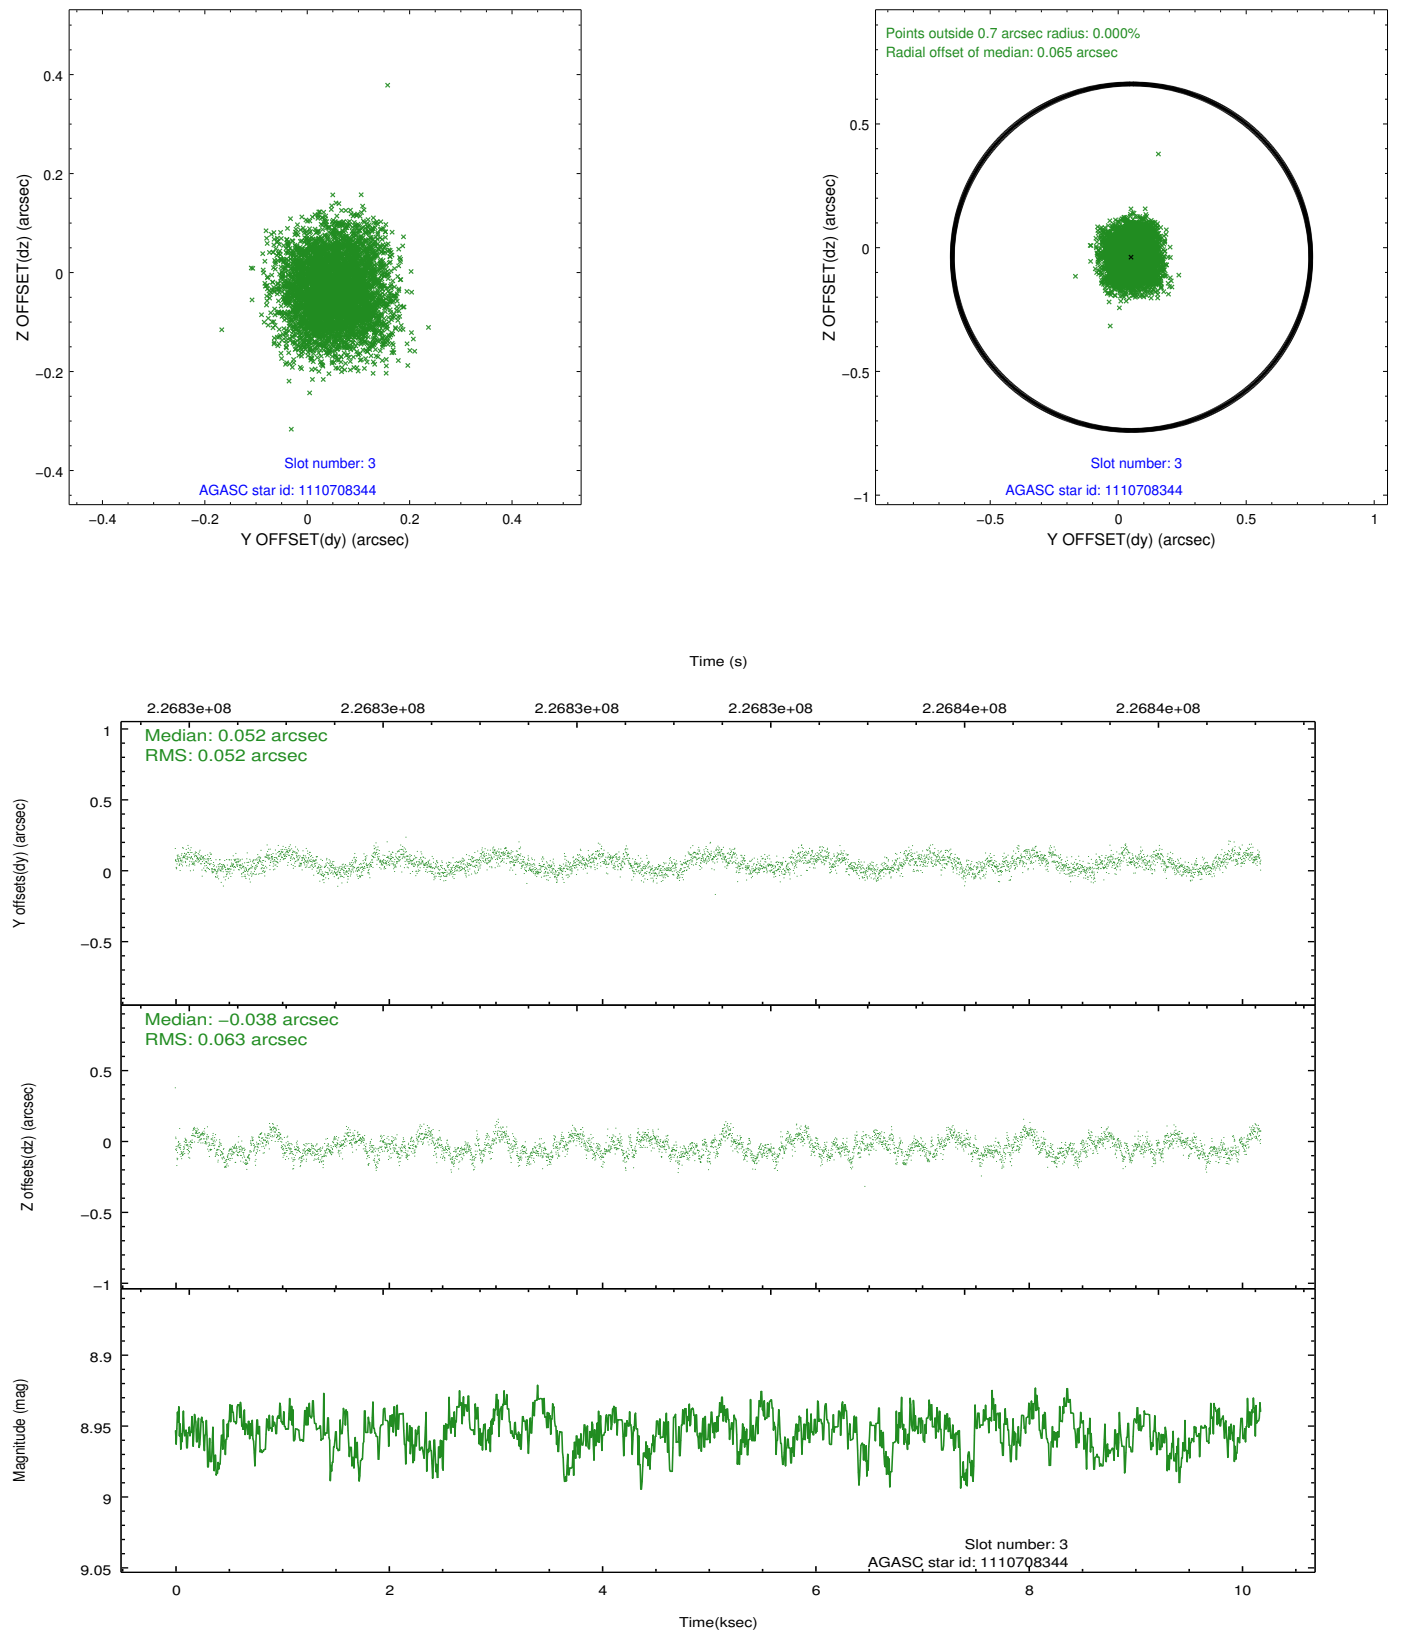 0.4
0.2
0
−0.2
−0.4
Z OFFSET(dz) (arcsec)
Slot number: 3
AGASC star id: 1110708344
−0.4 −0.2 0 0.2 0.4
Y OFFSET(dy) (arcsec)
Points outside 0.7 arcsec radius: 0.000%
Radial offset of median: 0.065 arcsec
0.5
0
−0.5
−1
Z OFFSET(dz) (arcsec)
Slot number: 3
AGASC star id: 1110708344
−0.5 0 0.5 1
Y OFFSET(dy) (arcsec)
Time (s)
2.2683e+08 2.2683e+08 2.2683e+08 2.2683e+08 2.2684e+08 2.2684e+08
Median: 0.052 arcsec
RMS: 0.052 arcsec
1
0.5
0
−0.5
Y offsets(dy) (arcsec)
Median: −0.038 arcsec
RMS: 0.063 arcsec
0.5
0
−0.5
−1
Z offsets(dz) (arcsec)
8.9
8.95
9
9.05
Magnitude (mag)
Slot number: 3
AGASC star id: 1110708344
0 2 4 6 8 10
Time(ksec)